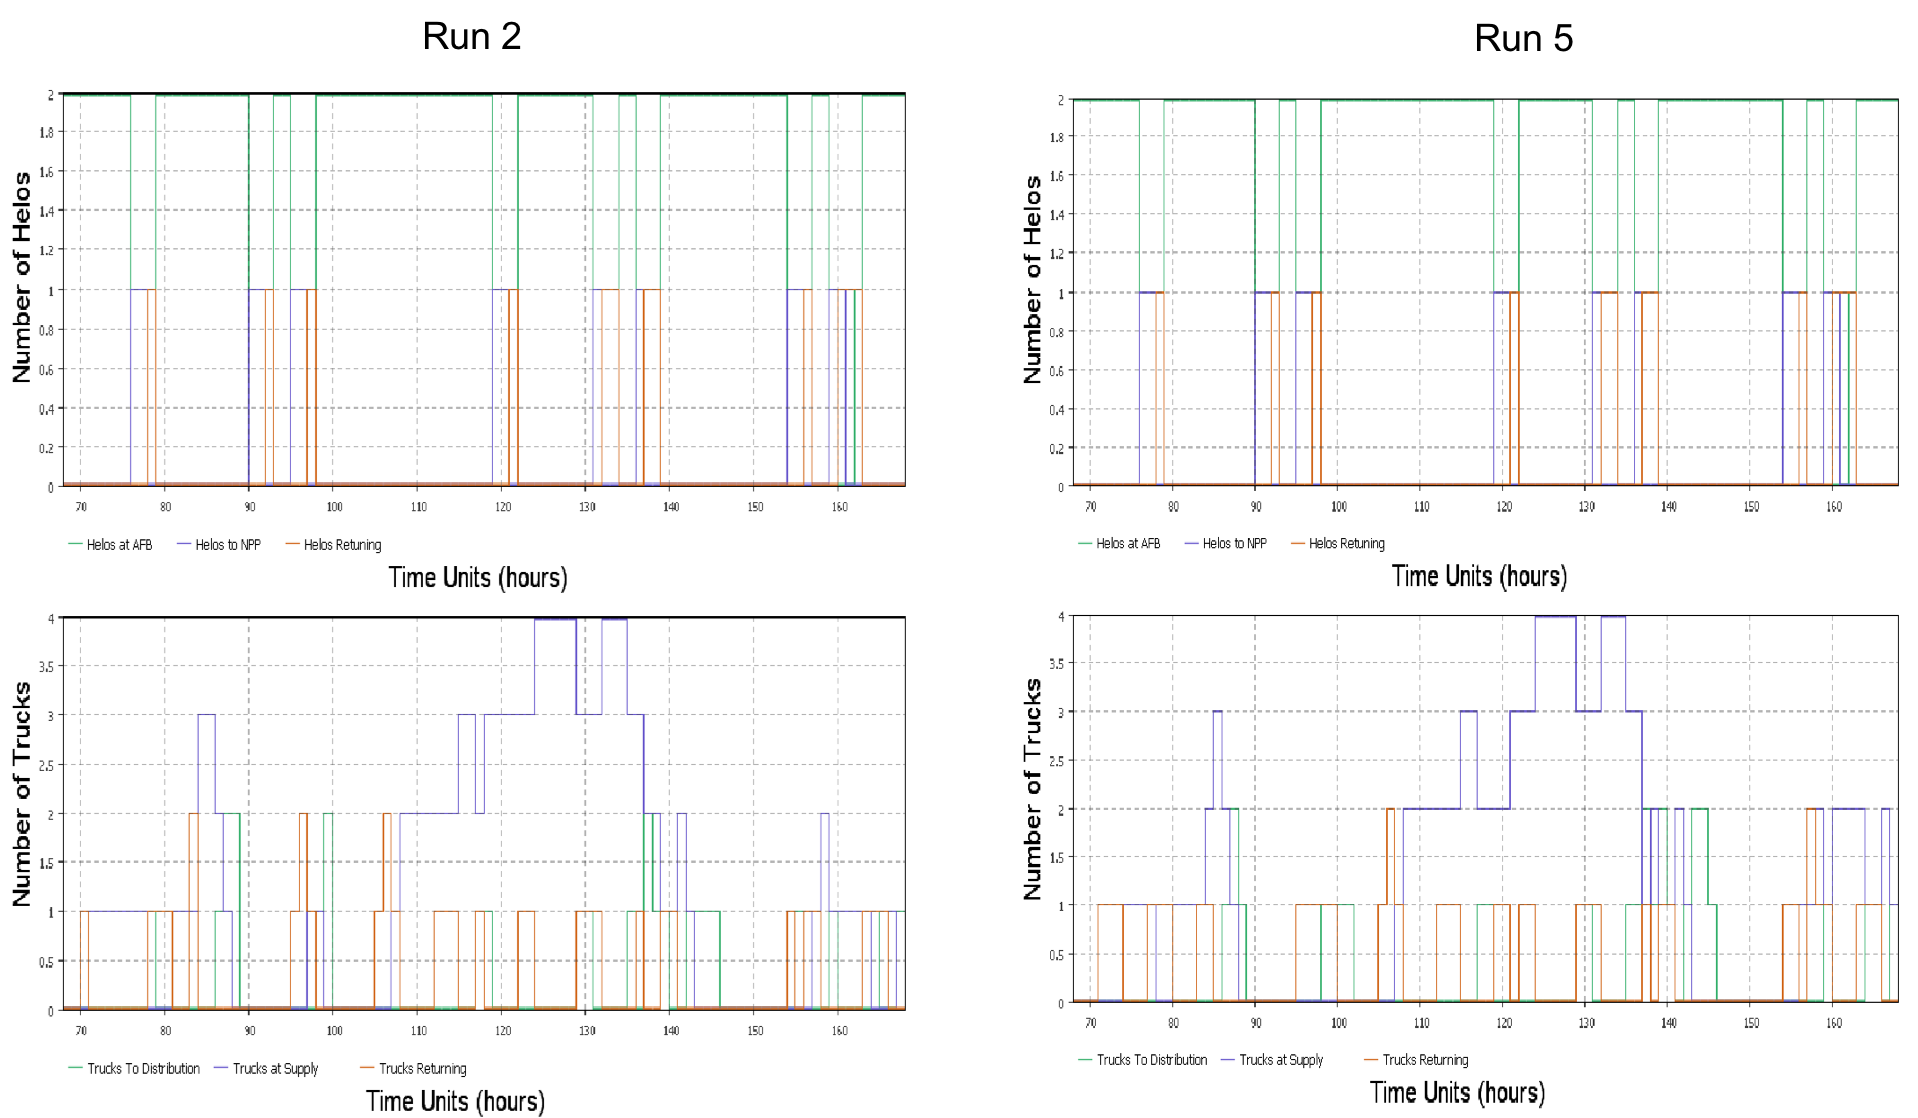 Run 2
Run 5
Number of Helos
2
1.8
1.6
1.4
1.2
1
0.8
0.6
0.4
0.2
0
70 80 90 100 110 120 130 140 150 160
Helos at AFB Helos to NPP Helos Retuning
Time Units (hours)
Number of Helos
2
1.8
1.6
1.4
1.2
1
0.8
0.6
0.4
0.2
0
70 80 90 100 110 120 130 140 150 160
Helos at AFB Helos to NPP Helos Retuning
Time Units (hours)
Number of Trucks
4
3.5
3
2.5
2
1.5
1
0.5
0
70 80 90 100 110 120 130 140 150 160
Trucks To Distribution Trucks at Supply Trucks Returning
Time Units (hours)
Number of Trucks
4
3.5
3
2.5
2
1.5
1
0.5
0
70 80 90 100 110 120 130 140 150 160
Trucks To Distribution Trucks at Supply Trucks Returning
Time Units (hours)